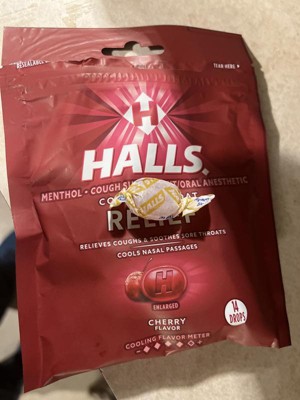 RESEALABLE
TEAR HERE
H
HALLS
MENTHOL • COUGH ORAL ANESTHETIC
HALLS
RELIEF
RELIEVES COUGHS & SOOTHES SORE THROATS
COOLS NASAL PASSAGES
H
ENLARGED
CHERRY
FLAVOR
14
DROPS
COOLING FLAVOR METER